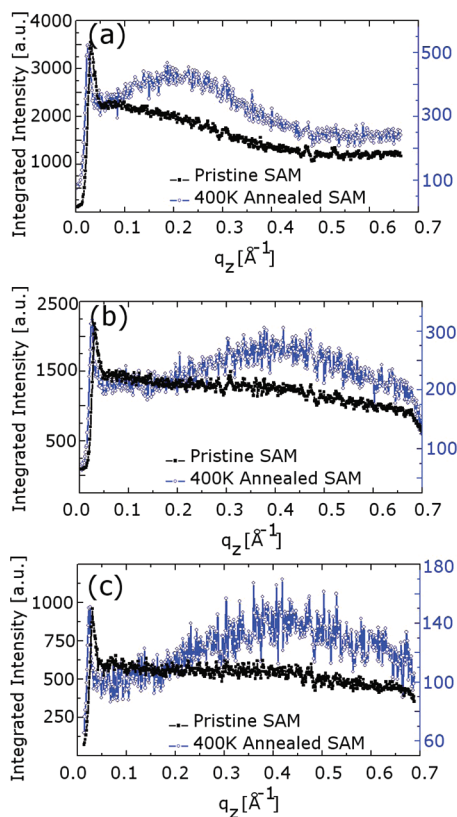 (a)
Integrated Intensity [a.u.]
4000
3500
3000
2000
1000
500
300
100
Pristine SAM
400K Annealed SAM
0.0 0.1 0.2 0.3 0.4 0.5 0.6 0.7
qz[Å-1]
(b)
Integrated Intensity [a.u.]
2500
1500
500
300
200
100
Pristine SAM
400K Annealed SAM
0.0 0.1 0.2 0.3 0.4 0.5 0.6 0.7
qz[Å-1]
(c)
Integrated Intensity [a.u.]
1000
750
500
250
180
140
100
60
Pristine SAM
400K Annealed SAM
0.0 0.1 0.2 0.3 0.4 0.5 0.6 0.7
qz[Å-1]